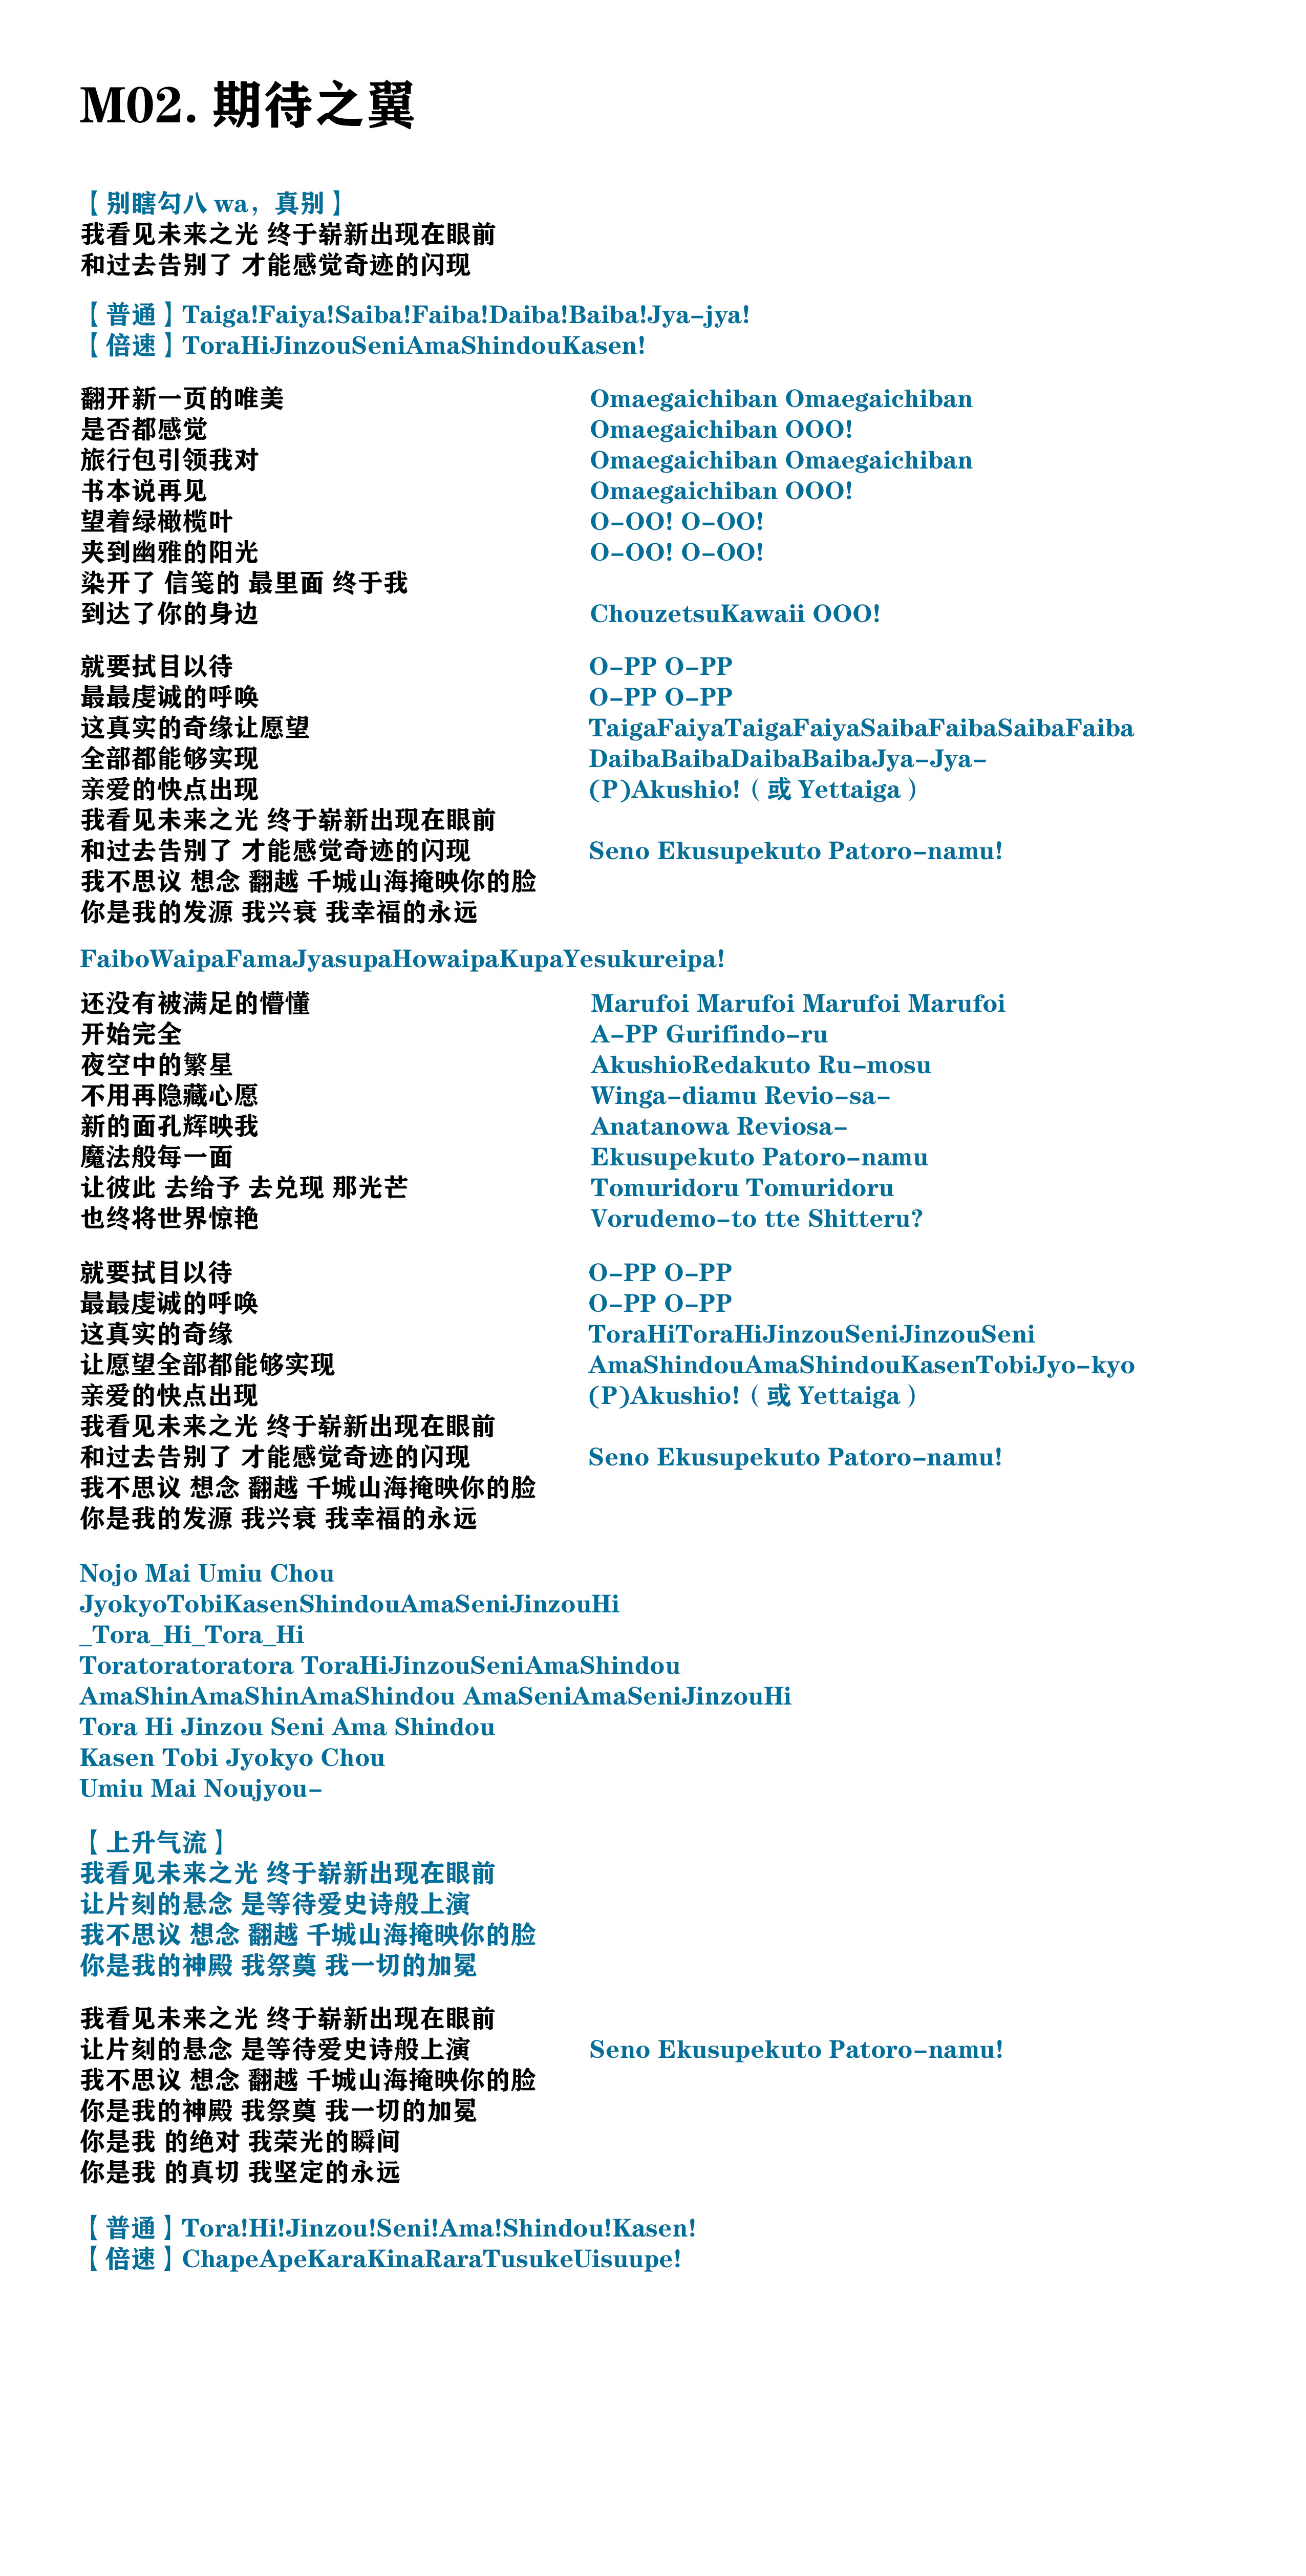 M02. 期待之翼
【别瞎勾八 wa，真别】
我看见未来之光 终于崭新出现在眼前
和过去告别了 才能感觉奇迹的闪现
【普通】Taiga!Faiya!Saiba!Faiba!Daiba!Baiba!Jya-jya!
【倍速】ToraHiJinzouSeniAmaShindouKasen!
翻开新一页的唯美 Omaegaichiban Omaegaichiban
是否都感觉 Omaegaichiban OOO!
旅行包引领我对 Omaegaichiban Omaegaichiban
书本说再见 Omaegaichiban OOO!
望着绿橄榄叶 O-OO! O-OO!
夹到幽雅的阳光 O-OO! O-OO!
染开了 信笺的 最里面 终于我
到达了你的身边 ChouzetsuKawaii OOO!
就要拭目以待 O-PP O-PP
最最虔诚的呼唤 O-PP O-PP
这真实的奇缘让愿望 TaigaFaiyaTaigaFaiyaSaibaFaibaSaibaFaiba
全部都能够实现 DaibaBaibaDaibaBaibaJya-Jya-
亲爱的快点出现 (P)Akushio!（或 Yettaiga）
我看见未来之光 终于崭新出现在眼前
和过去告别了 才能感觉奇迹的闪现 Seno Ekusupekuto Patoro-namu!
我不思议 想念 翻越 千城山海掩映你的脸
你是我的发源 我兴衰 我幸福的永远
FaiboWaipaFamaJyasupaHowaipaKupaYesukureipa!
还没有被满足的懵懂 Marufoi Marufoi Marufoi Marufoi
开始完全 A-PP Gurifindo-ru
夜空中的繁星 AkushioRedakuto Ru-mosu
不用再隐藏心愿 Winga-diamu Revio-sa-
新的面孔辉映我 Anatanowa Reviosa-
魔法般每一面 Ekusupekuto Patoro-namu
让彼此 去给予 去兑现 那光芒 Tomuridoru Tomuridoru
也终将世界惊艳 Vorudemo-to tte Shitteru?
就要拭目以待 O-PP O-PP
最最虔诚的呼唤 O-PP O-PP
这真实的奇缘 ToraHiToraHiJinzouSeniJinzouSeni
让愿望全部都能够实现 AmaShindouAmaShindouKasenTobiJyo-kyo
亲爱的快点出现 (P)Akushio!（或 Yettaiga）
我看见未来之光 终于崭新出现在眼前
和过去告别了 才能感觉奇迹的闪现 Seno Ekusupekuto Patoro-namu!
我不思议 想念 翻越 千城山海掩映你的脸
你是我的发源 我兴衰 我幸福的永远
Nojo Mai Umiu Chou
JyokyoTobiKasenShindouAmaSeniJinzouHi
_Tora_Hi_Tora_Hi
Toratoratoratora ToraHiJinzouSeniAmaShindou
AmaShinAmaShinAmaShindou AmaSeniAmaSeniJinzouHi
Tora Hi Jinzou Seni Ama Shindou
Kasen Tobi Jyokyo Chou
Umiu Mai Noujyou-
【上升气流】
我看见未来之光 终于崭新出现在眼前
让片刻的悬念 是等待爱史诗般上演
我不思议 想念 翻越 千城山海掩映你的脸
你是我的神殿 我祭奠 我一切的加冕
我看见未来之光 终于崭新出现在眼前
让片刻的悬念 是等待爱史诗般上演 Seno Ekusupekuto Patoro-namu!
我不思议 想念 翻越 千城山海掩映你的脸
你是我的神殿 我祭奠 我一切的加冕
你是我 的绝对 我荣光的瞬间
你是我 的真切 我坚定的永远
【普通】Tora!Hi!Jinzou!Seni!Ama!Shindou!Kasen!
【倍速】ChapeApeKaraKinaRaraTusukeUisuupe!